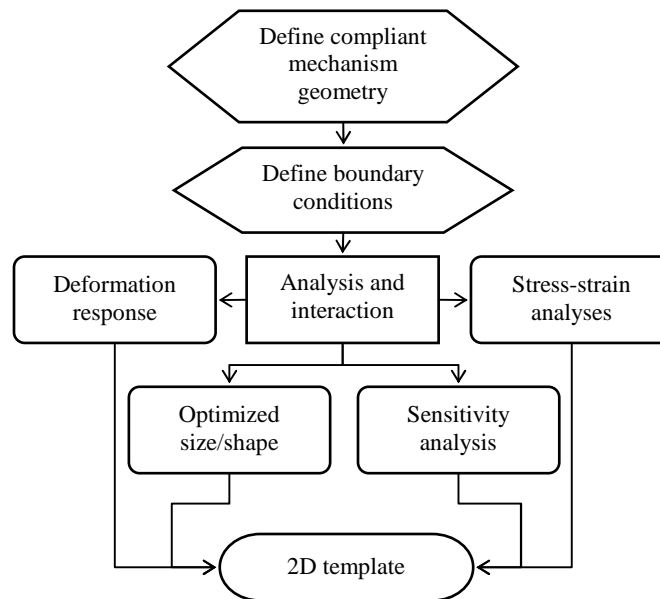 Define compliant
mechanism
geometry
Define boundary
conditions
Deformation
response
Analysis and
interaction
Stress-strain
analyses
Optimized
size/shape
Sensitivity
analysis
2D template